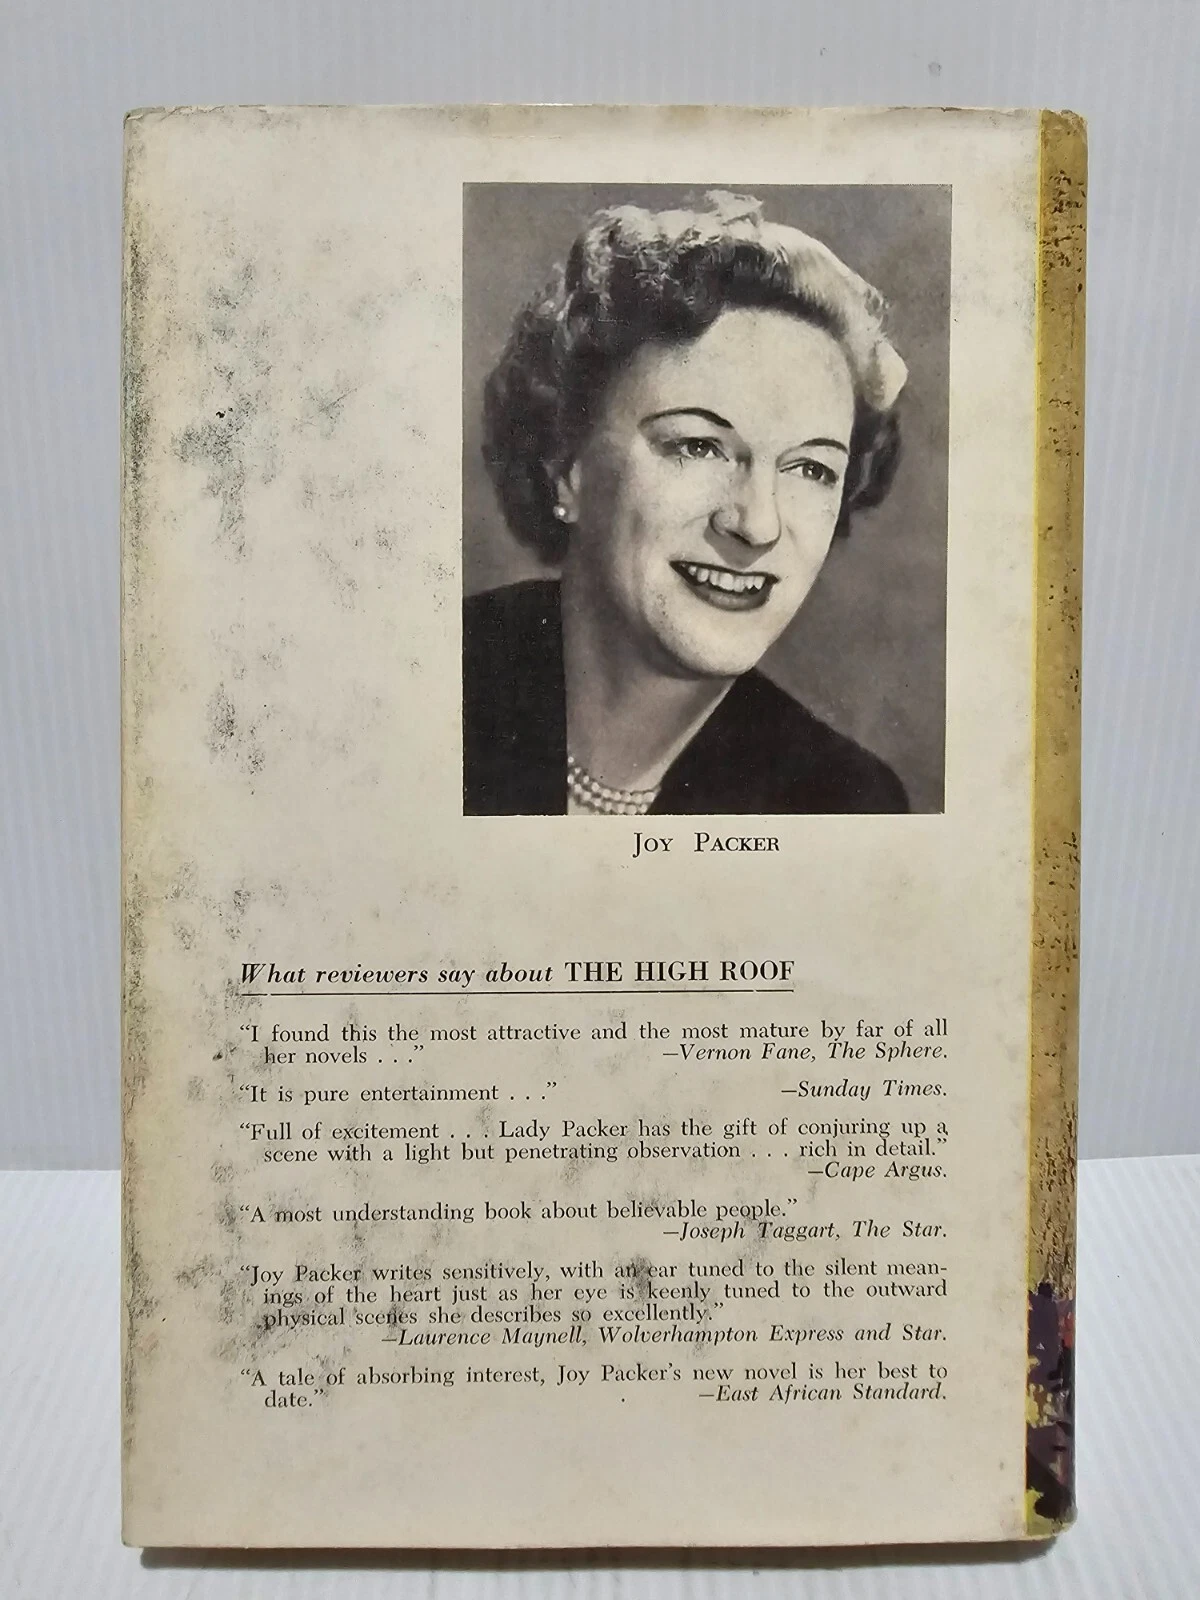 JOY PACKER
What reviewers say about THE HIGH ROOF
“I found this the most attractive and the most mature by far of all
her novels . . .” —Vernon Fane, The Sphere.
“It is pure entertainment . . .” —Sunday Times.
“Full of excitement . . . Lady Packer has the gift of conjuring up a
scene with a light but penetrating observation . . . rich in detail.”
—Cape Argus.
“A most understanding book about believable people.”
—Joseph Taggart, The Star.
“Joy Packer writes sensitively, with an ear tuned to the silent mean-
ings of the heart just as her eye is keenly tuned to the outward
physical scenes she describes so excellently.”
—Laurence Maynell, Wolverhampton Express and Star.
“A tale of absorbing interest, Joy Packer’s new novel is her best to
date.” —East African Standard.